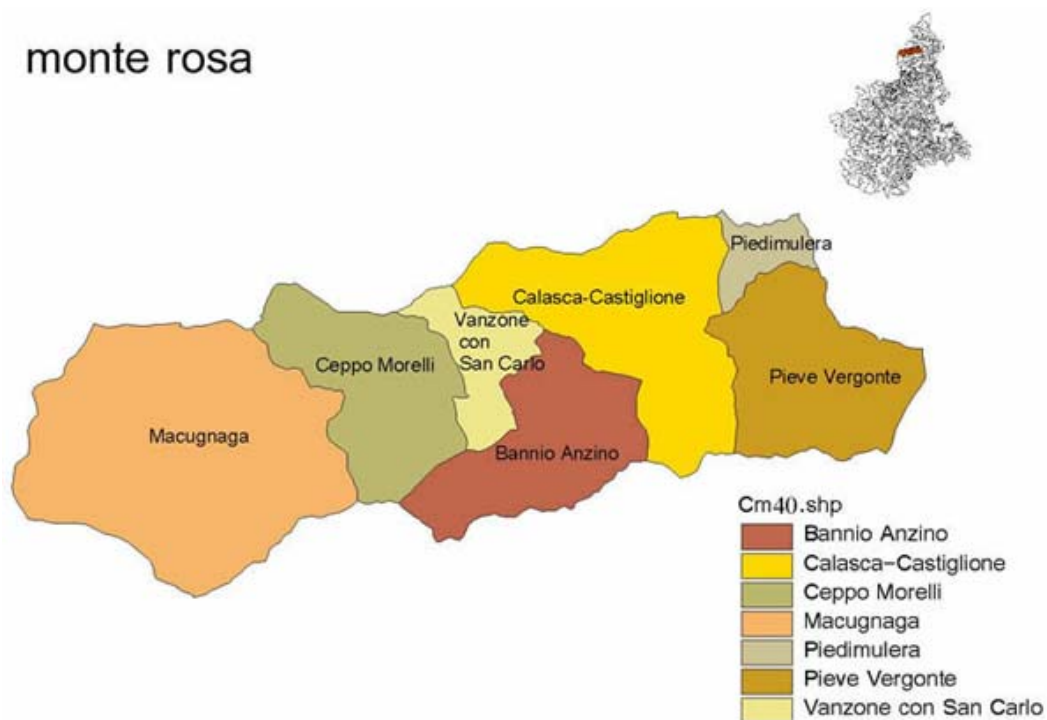 monte rosa
Piedimulera
Calasca-Castiglione
Vanzone
con
San Carlo
Ceppo Morelli
Pieve Vergonte
Macugnaga
Bannio Anzino
Cm40.shp
Bannio Anzino
Calasca-Castiglione
Ceppo Morelli
Macugnaga
Piedimulera
Pieve Vergonte
Vanzone con San Carlo